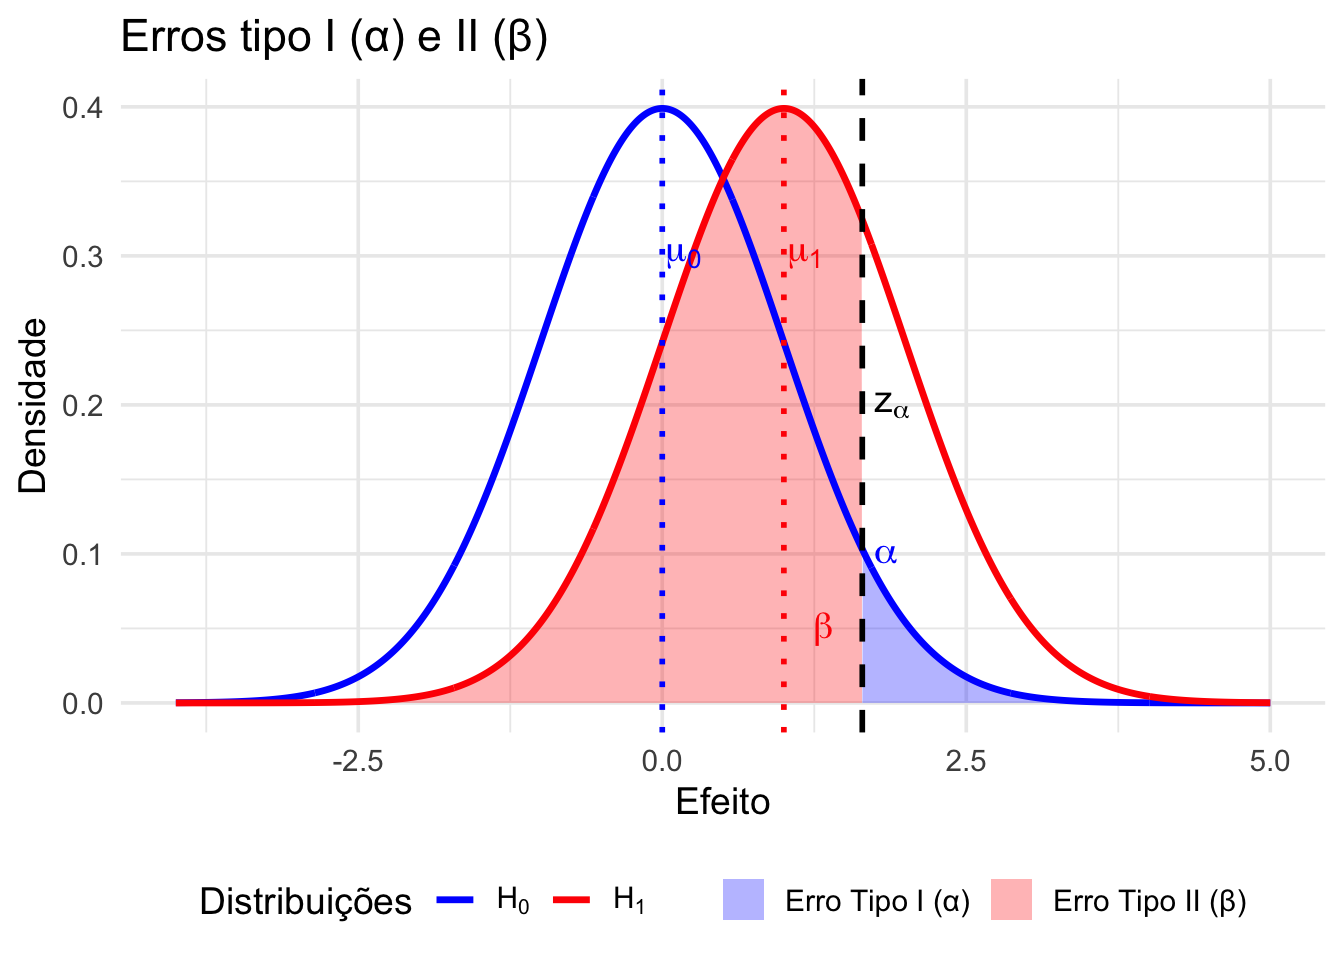 Erros tipo I (α) e II (β)
Densidade
0.4
0.3
0.2
0.1
0.0
μ₀
μ₁
zα
α
β
-2.5 0.0 2.5 5.0
Efeito
Distribuições H₀ H₁ Erro Tipo I (α) Erro Tipo II (β)